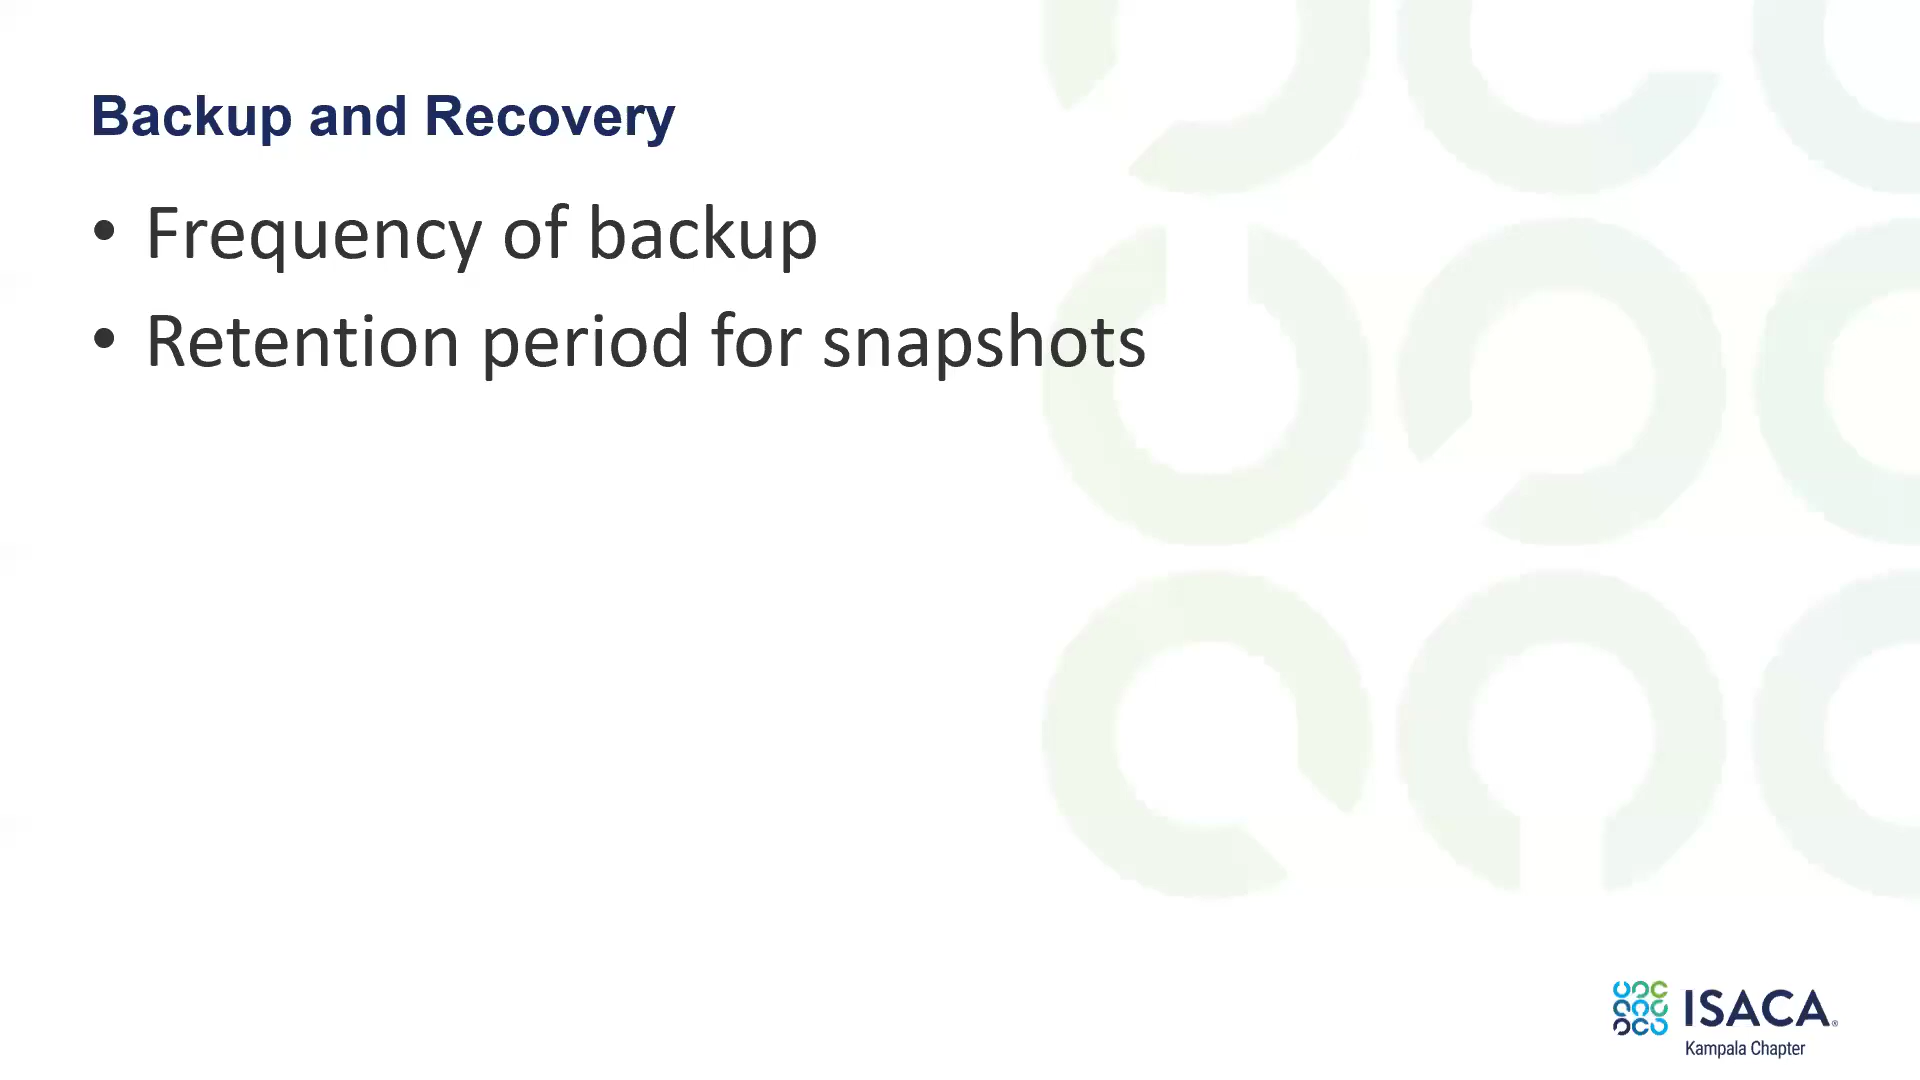 Backup and Recovery
• Frequency of backup
• Retention period for snapshots
ISACA®
Kampala Chapter